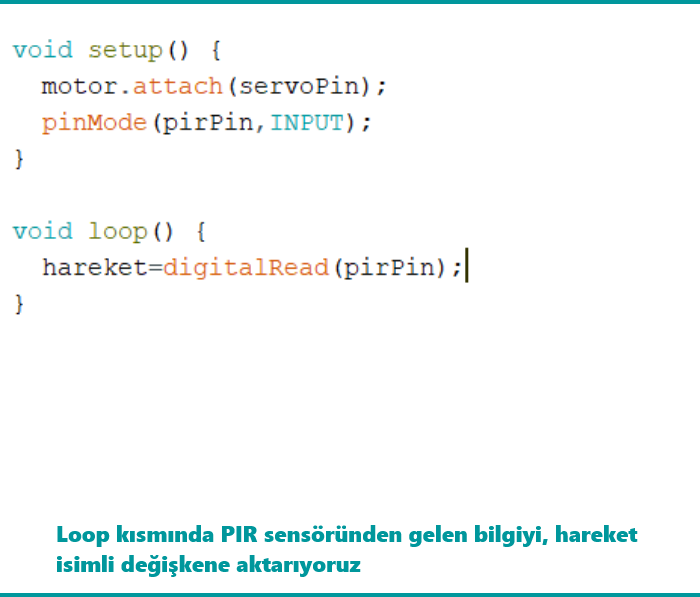 void setup() {
  motor.attach(servoPin);
  pinMode(pirPin,INPUT);
}

void loop() {
  hareket=digitalRead(pirPin);
}

Loop kısmında PIR sensöründen gelen bilgiyi, hareket
isimli değişkene aktarıyoruz